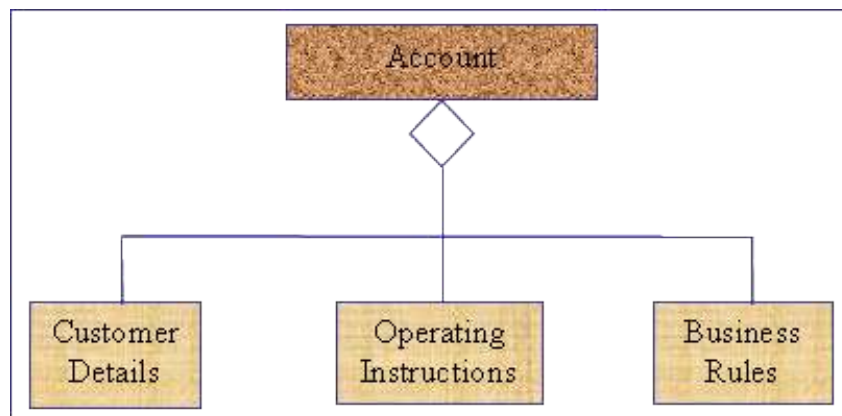 Account
Customer
Details
Operating
Instructions
Business
Rules